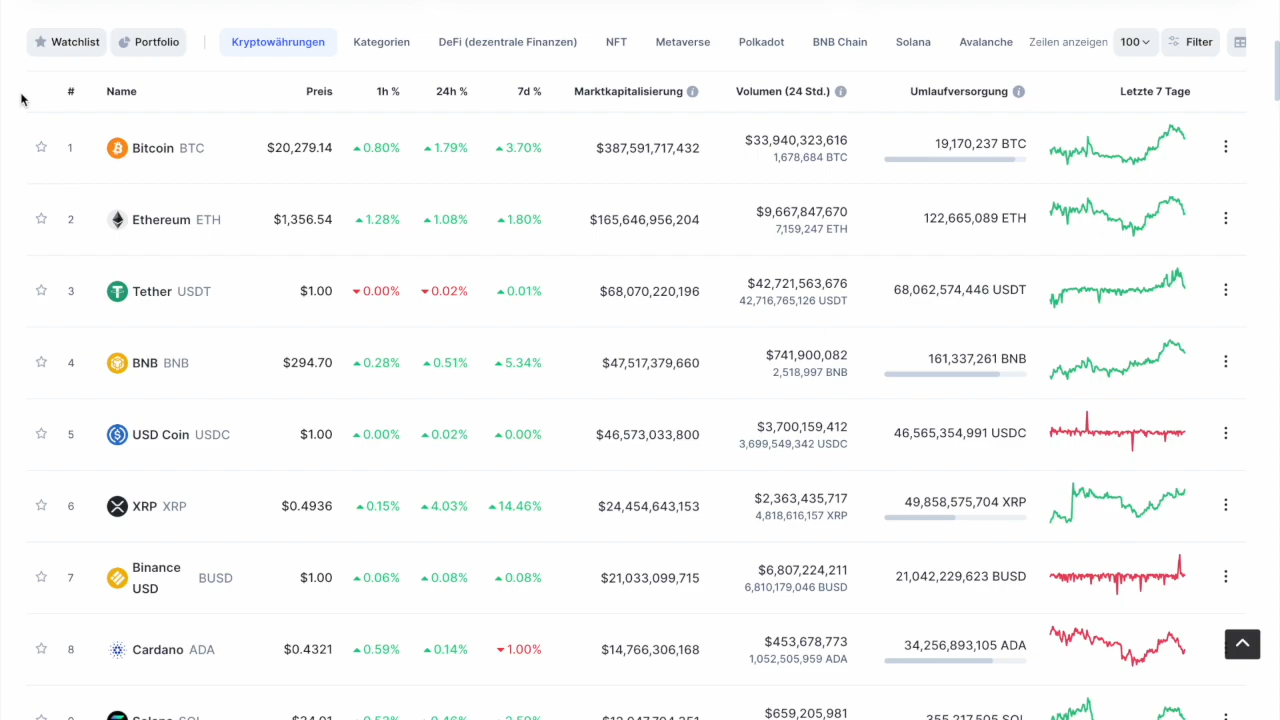 Watchlist Portfolio Kryptowährungen Kategorien DeFi (dezentrale Finanzen) NFT Metaverse Polkadot BNB Chain Solana Avalanche Zeilen anzeigen 100 Filter
# Name Preis 1h % 24h % 7d % Marktkapitalisierung Volumen (24 Std.) Umlaufversorgung Letzte 7 Tage
1 Bitcoin BTC $20,279.14 0.80% 1.79% 3.70% $387,591,717,432 $33,940,323,616 19,170,237 BTC
1,678,684 BTC
2 Ethereum ETH $1,356.54 1.28% 1.08% 1.80% $165,646,956,204 $9,667,847,670 122,665,089 ETH
7,159,247 ETH
3 Tether USDT $1.00 0.00% 0.02% 0.01% $68,070,220,196 $42,721,563,676 68,062,574,446 USDT
42,716,765,126 USDT
4 BNB BNB $294.70 0.28% 0.51% 5.34% $47,517,379,660 $741,900,082 161,337,261 BNB
2,518,997 BNB
5 USD Coin USDC $1.00 0.00% 0.02% 0.00% $46,573,033,800 $3,700,159,412 46,565,354,991 USDC
3,699,549,342 USDC
6 XRP XRP $0.4936 0.15% 4.03% 14.46% $24,454,643,153 $2,363,435,717 49,858,575,704 XRP
4,818,616,157 XRP
7 Binance USD BUSD $1.00 0.06% 0.08% 0.08% $21,033,099,715 $6,807,224,211 21,042,229,623 BUSD
6,810,179,046 BUSD
8 Cardano ADA $0.4321 0.59% 0.14% 1.00% $14,766,306,168 $453,678,773 34,256,893,105 ADA
1,052,505,959 ADA
Solana SOL $659,205,981